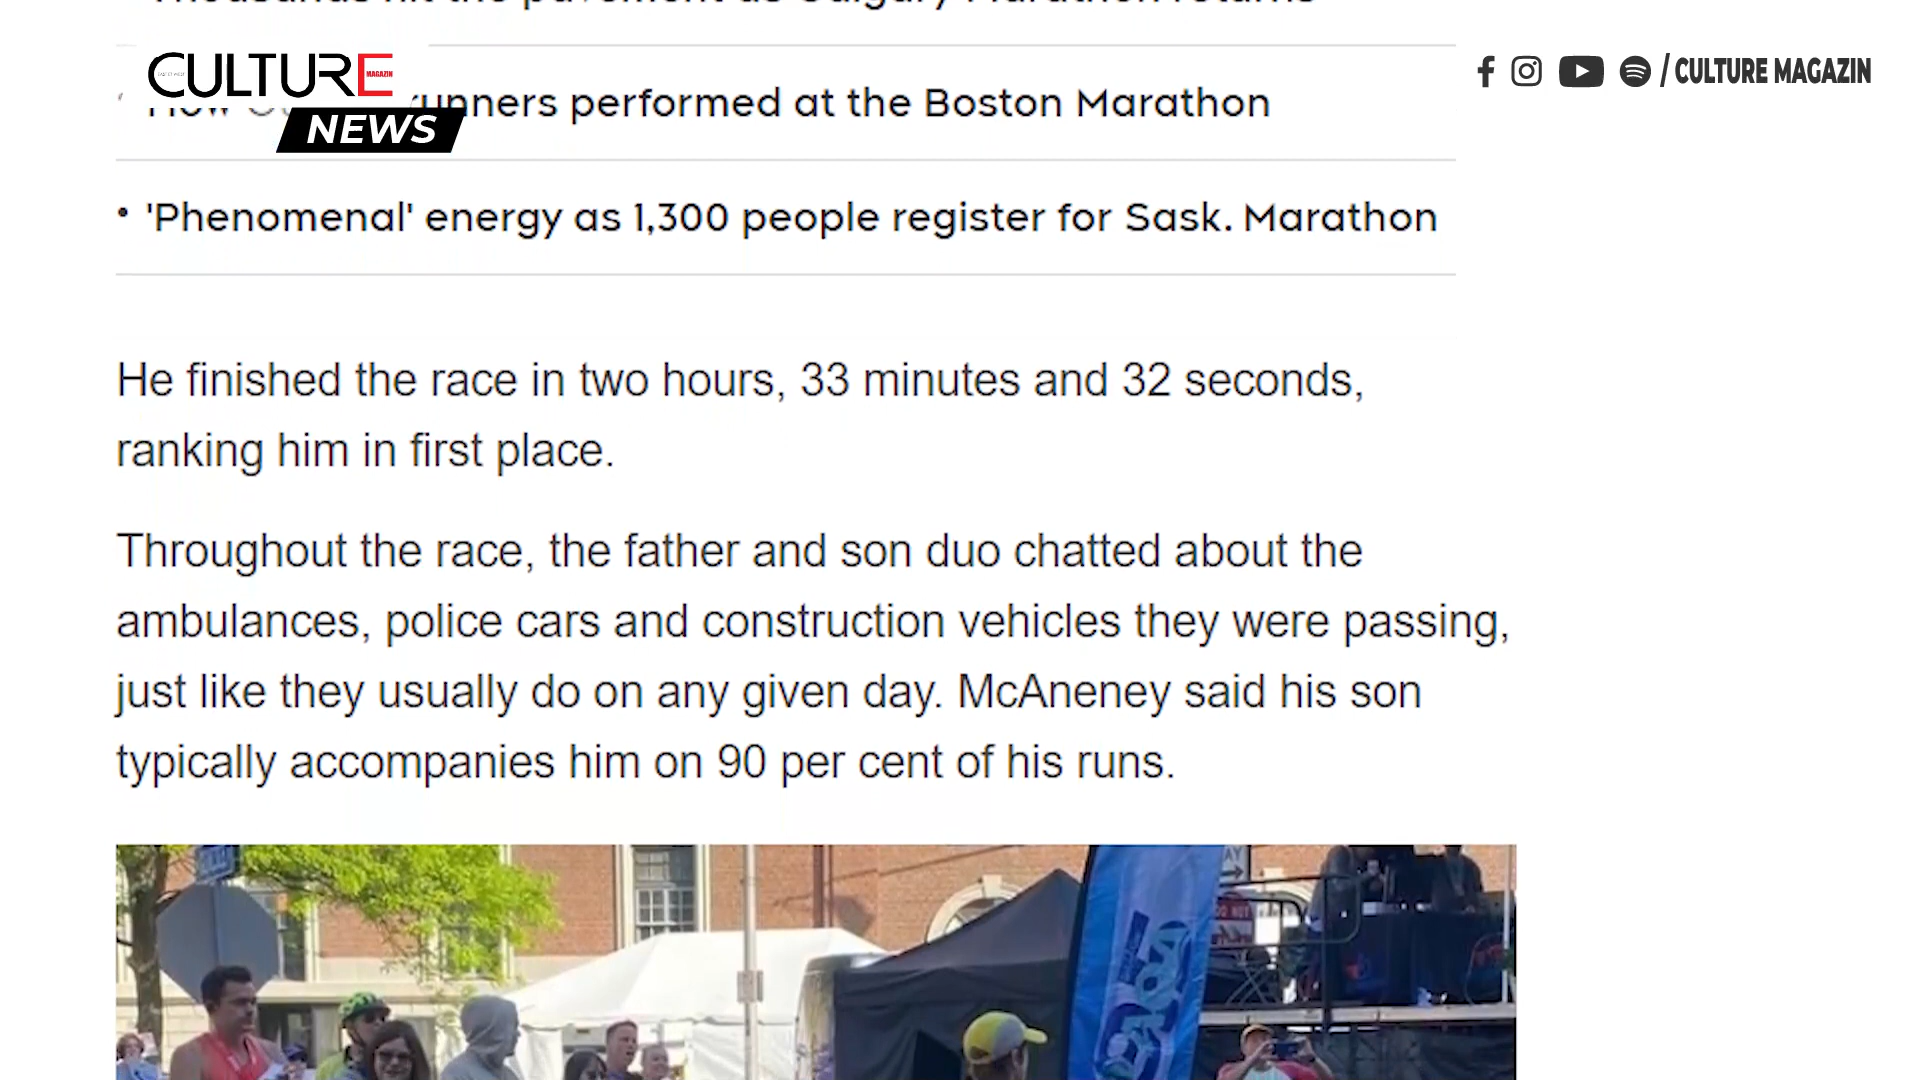 CULTURE
MAGAZIN
NEWS
/ CULTURE MAGAZIN
unners performed at the Boston Marathon
• 'Phenomenal' energy as 1,300 people register for Sask. Marathon
He finished the race in two hours, 33 minutes and 32 seconds,
ranking him in first place.
Throughout the race, the father and son duo chatted about the
ambulances, police cars and construction vehicles they were passing,
just like they usually do on any given day. McAneney said his son
typically accompanies him on 90 per cent of his runs.
DO NOT